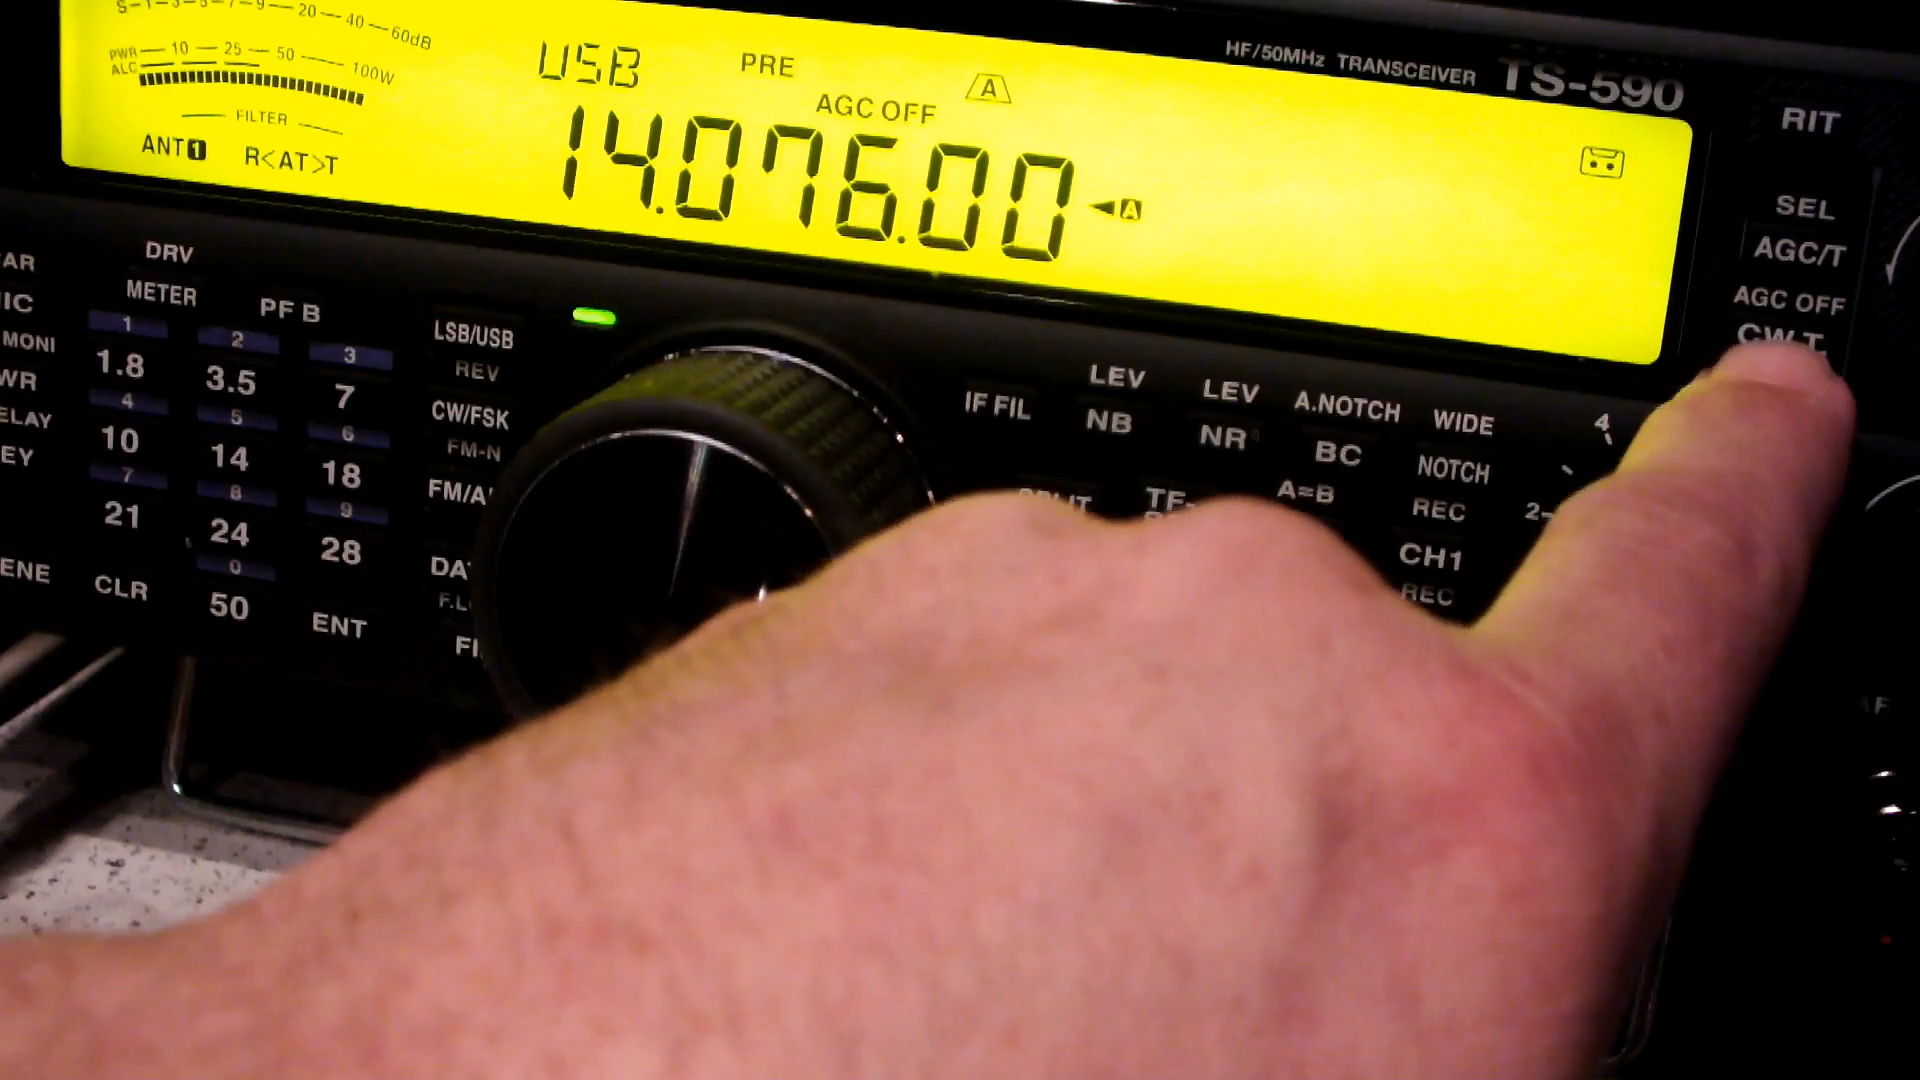 S-1-3-5-7-9-20-40-60dB
PWR 10 25 50 100W
ALC
FILTER
ANT1 R<AT>T
USB PRE A
AGC OFF
14.076.00 A
HF/50MHz TRANSCEIVER TS-590
RIT
SEL
AGC/T
AGC OFF
CW T.
DRV
METER PF B
1 2 3
1.8 3.5 7
4 5 6
10 14 18
7 8 9
21 24 28
0
CLR 50 ENT
MONI
LSB/USB
REV
CW/FSK
FM-N
FM/A
DA
F.L
FI
IF FIL
LEV
NB
LEV
NR
A.NOTCH
BC
WIDE
NOTCH
A=B
REC
CH1
REC
4
2